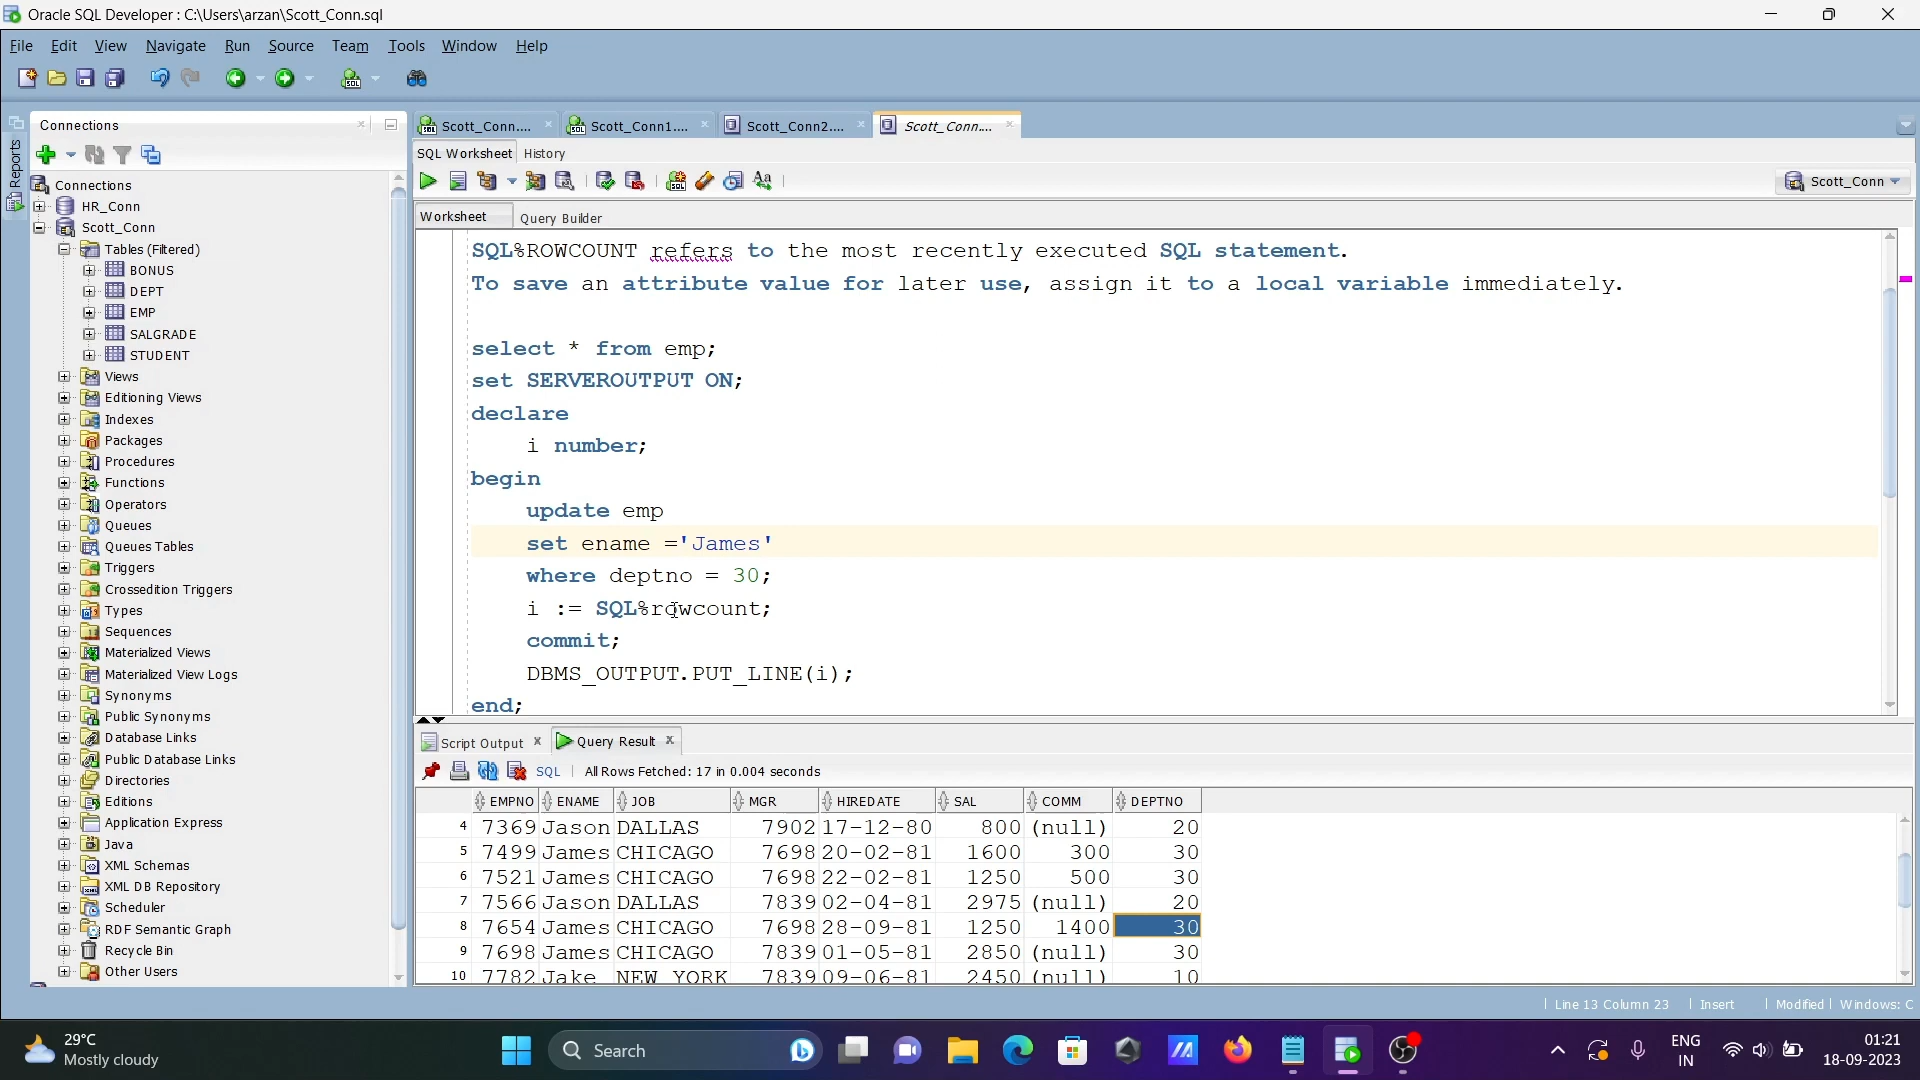 Oracle SQL Developer : C:\Users\arzan\Scott_Conn.sql
File Edit View Navigate Run Source Team Tools Window Help
Reports
Connections
Scott_Conn....
Scott_Conn1....
Scott_Conn2....
Scott_Conn....
SQL Worksheet History
Scott_Conn
Worksheet Query Builder
Connections
HR_Conn
Scott_Conn
Tables (Filtered)
BONUS
DEPT
EMP
SALGRADE
STUDENT
Views
Editioning Views
Indexes
Packages
Procedures
Functions
Operators
Queues
Queues Tables
Triggers
Crossedition Triggers
Types
Sequences
Materialized Views
Materialized View Logs
Synonyms
Public Synonyms
Database Links
Public Database Links
Directories
Editions
Application Express
Java
XML Schemas
XML DB Repository
Scheduler
RDF Semantic Graph
Recycle Bin
Other Users
SQL%ROWCOUNT refers to the most recently executed SQL statement.
To save an attribute value for later use, assign it to a local variable immediately.
select * from emp;
set SERVEROUTPUT ON;
declare
i number;
begin
update emp
set ename ='James'
where deptno = 30;
i := SQL%rowcount;
commit;
DBMS_OUTPUT.PUT_LINE(i);
end;
Script Output Query Result
SQL All Rows Fetched: 17 in 0.004 seconds
EMPNO ENAME JOB MGR HIREDATE SAL COMM DEPTNO
4 7369 Jason DALLAS 7902 17-12-80 800 (null) 20
5 7499 James CHICAGO 7698 20-02-81 1600 300 30
6 7521 James CHICAGO 7698 22-02-81 1250 500 30
7 7566 Jason DALLAS 7839 02-04-81 2975 (null) 20
8 7654 James CHICAGO 7698 28-09-81 1250 1400 30
9 7698 James CHICAGO 7839 01-05-81 2850 (null) 30
10 7782 Jake NEW YORK 7839 09-06-81 2450 (null) 10
Line 13 Column 23 Insert Modified Windows: C
29°C
Mostly cloudy
Search
ENG
IN
01:21
18-09-2023